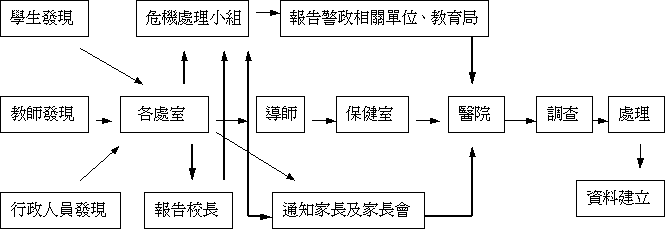 學生發現
危機處理小組
報告警政相關單位、教育局
教師發現
各處室
導師
保健室
醫院
調查
處理
行政人員發現
報告校長
通知家長及家長會
資料建立